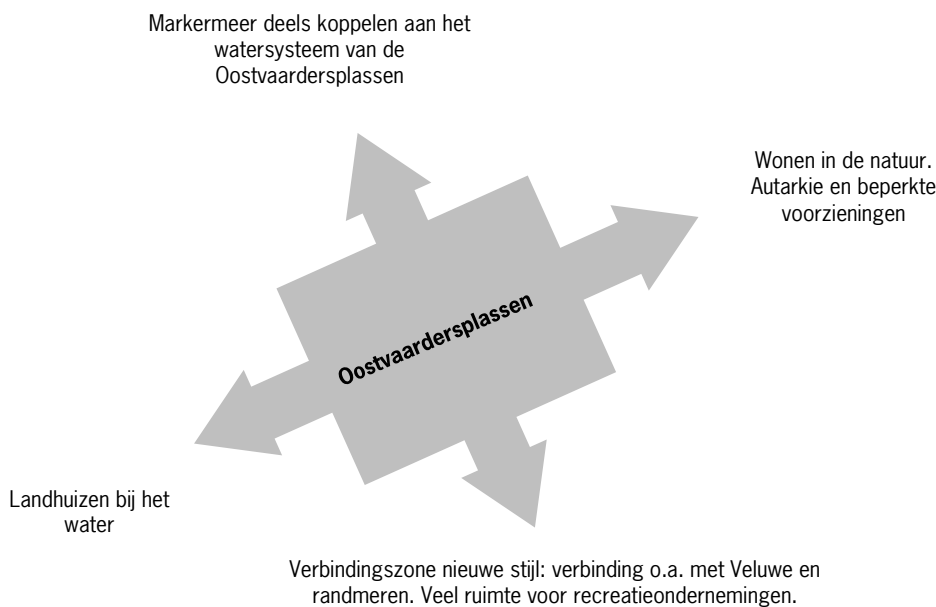 Markermeer deels koppelen aan het
watersysteem van de
Oostvaardersplassen
Wonen in de natuur.
Autarkie en beperkte
voorzieningen
Oostvaardersplassen
Landhuizen bij het
water
Verbindingszone nieuwe stijl: verbinding o.a. met Veluwe en
randmeren. Veel ruimte voor recreatieondernemingen.